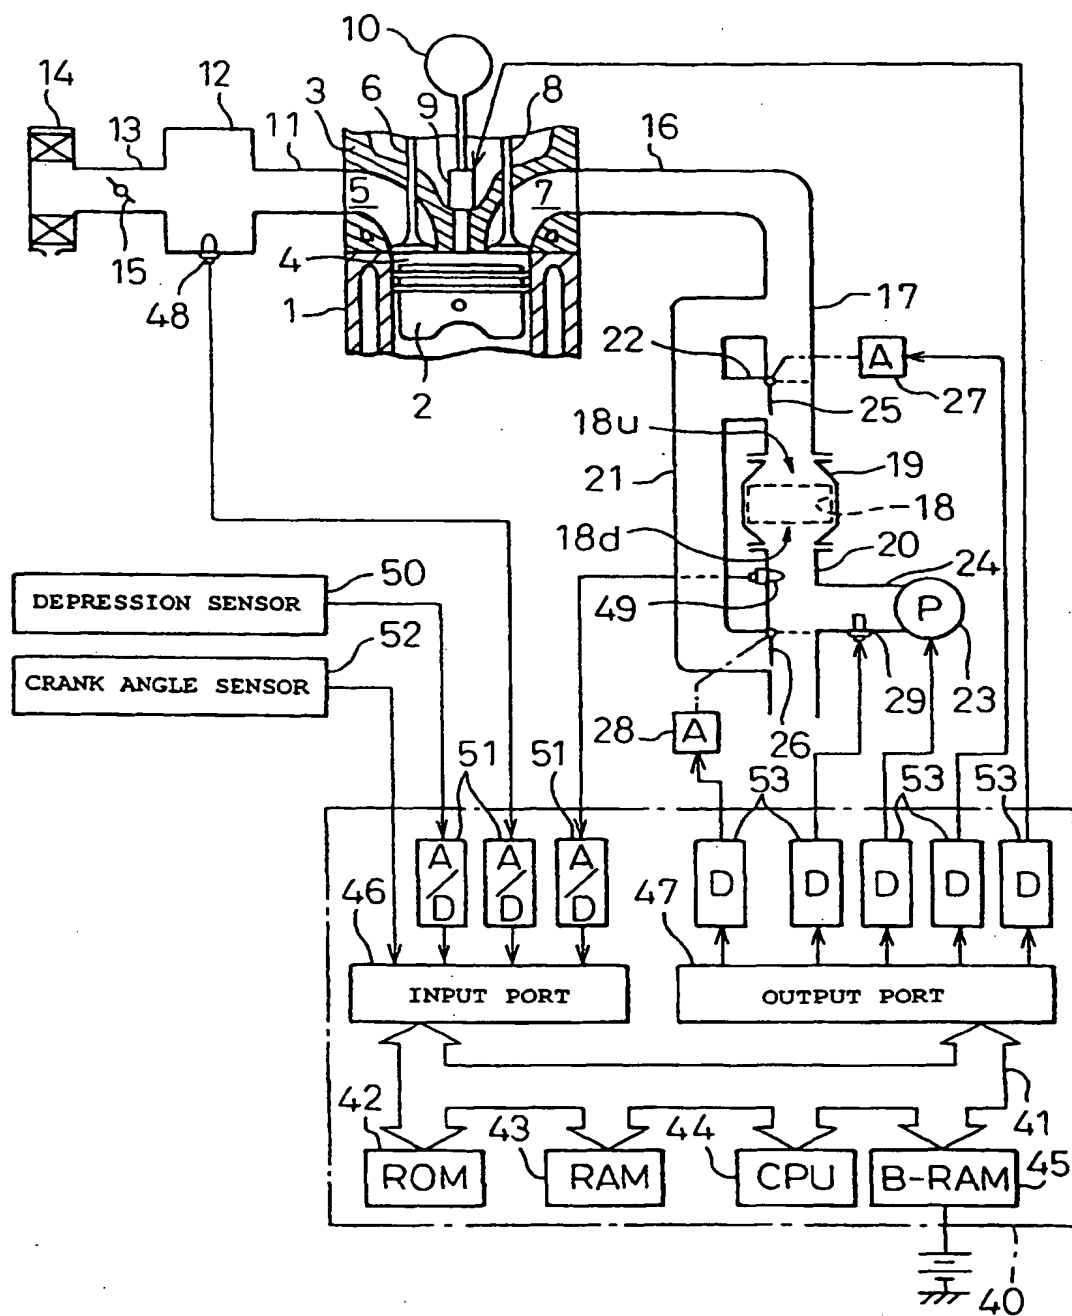 10
14
12
3
6
9
8
13
11
16
5
7
15
4
48
1
17
2
22
A
25
27
18u
21
19
18
18d
20
50
24
DEPRESSION SENSOR
49
P
52
CRANK ANGLE SENSOR
29
23
28
A
26
51
51
53
53
53
A/D
A/D
A/D
D
D
D
D
D
46
47
INPUT PORT
OUTPUT PORT
42
43
44
41
ROM
RAM
CPU
B-RAM
45
40